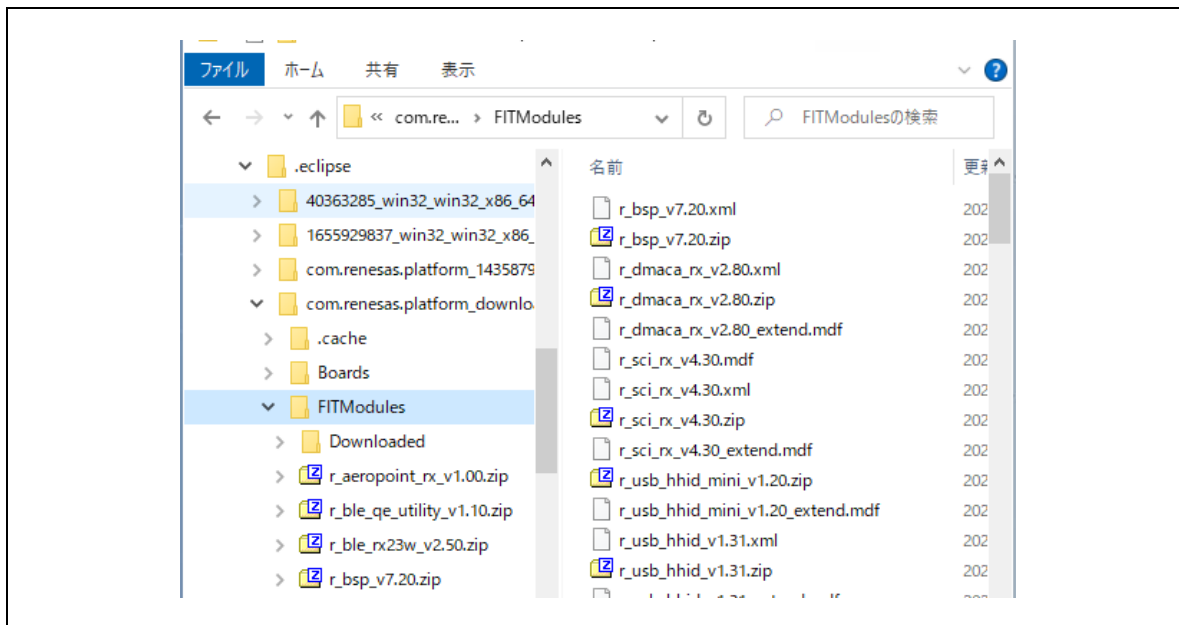 ファイル ホーム 共有 表示
« com.re... › FITModules FITModulesの検索
.eclipse
40363285_win32_win32_x86_64
1655929837_win32_win32_x86_
com.renesas.platform_1435879
com.renesas.platform_downlo
.cache
Boards
FITModules
Downloaded
r_aeropoint_rx_v1.00.zip
r_ble_qe_utility_v1.10.zip
r_ble_rx23w_v2.50.zip
r_bsp_v7.20.zip
名前 更新
r_bsp_v7.20.xml 202
r_bsp_v7.20.zip 202
r_dmaca_rx_v2.80.xml 202
r_dmaca_rx_v2.80.zip 202
r_dmaca_rx_v2.80_extend.mdf 202
r_sci_rx_v4.30.mdf 202
r_sci_rx_v4.30.xml 202
r_sci_rx_v4.30.zip 202
r_sci_rx_v4.30_extend.mdf 202
r_usb_hhid_mini_v1.20.zip 202
r_usb_hhid_mini_v1.20_extend.mdf 202
r_usb_hhid_v1.31.xml 202
r_usb_hhid_v1.31.zip 202